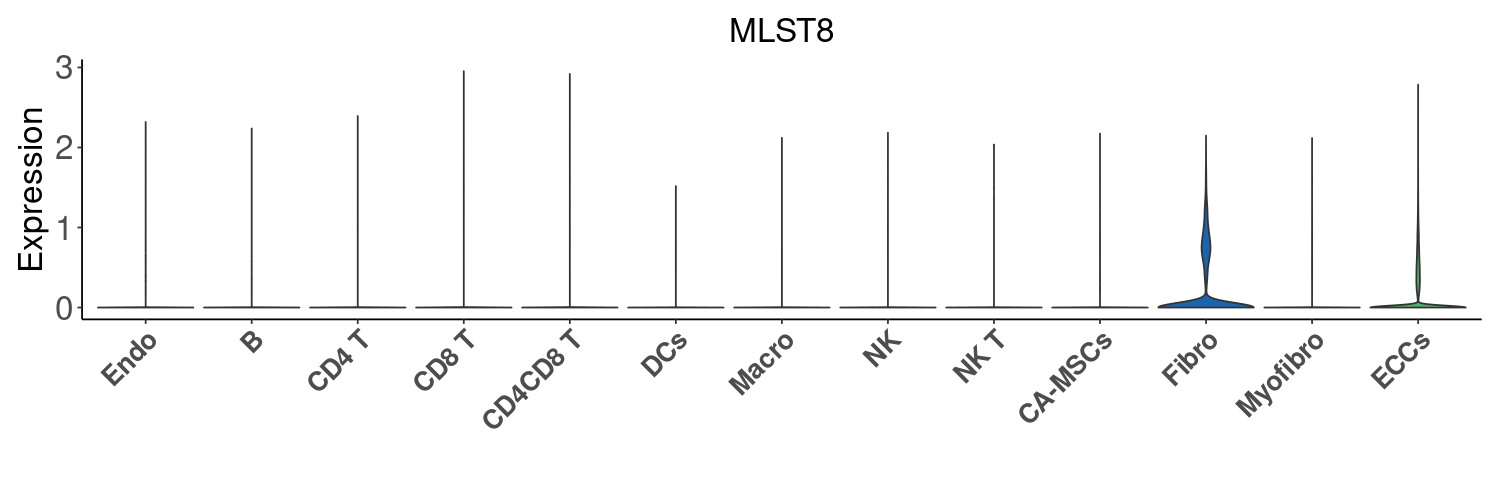 MLST8
Expression
3
2
1
0
Endo
B
CD4 T
CD8 T
CD4CD8 T
DCs
Macro
NK
NK T
CA-MSCs
Fibro
Myofibro
ECCs